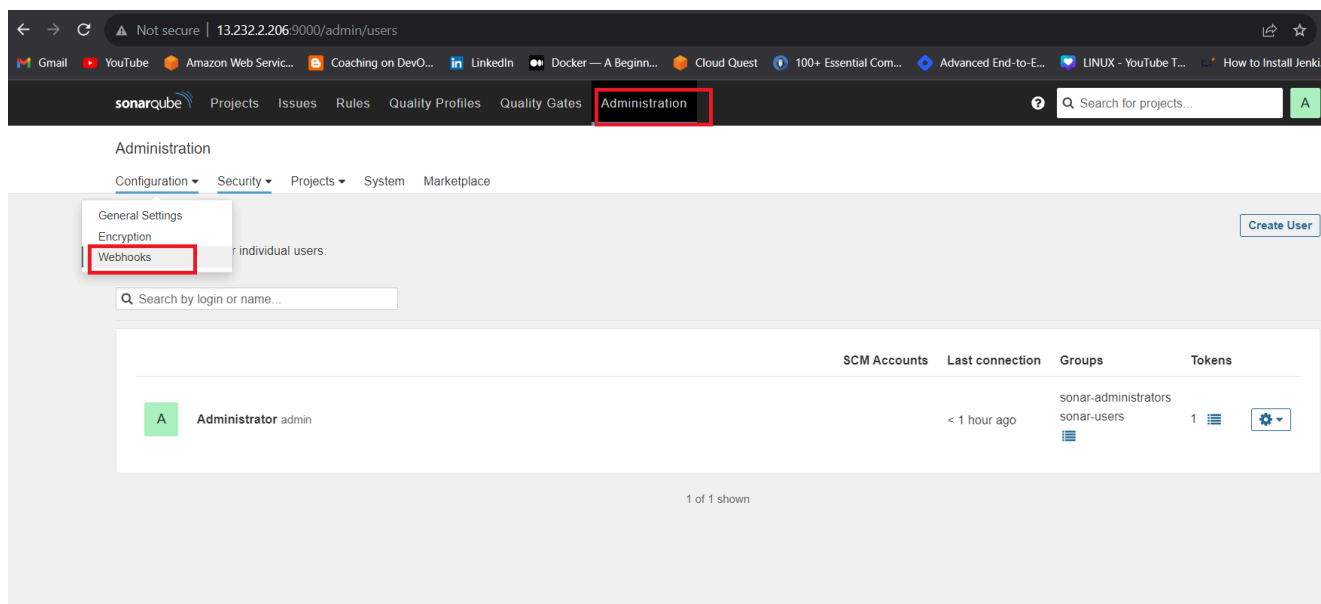 Not secure | 13.232.2.206:9000/admin/users
Gmail YouTube Amazon Web Servic... Coaching on DevO... LinkedIn Docker — A Beginn... Cloud Quest 100+ Essential Com... Advanced End-to-E... LINUX - YouTube T... How to Install Jenki
sonarqube Projects Issues Rules Quality Profiles Quality Gates Administration ? Search for projects... A
Administration
Configuration Security Projects System Marketplace
General Settings
Create User
Encryption
r individual users.
Webhooks
Search by login or name...
SCM Accounts Last connection Groups Tokens
A Administrator admin < 1 hour ago sonar-administrators
sonar-users 1
1 of 1 shown